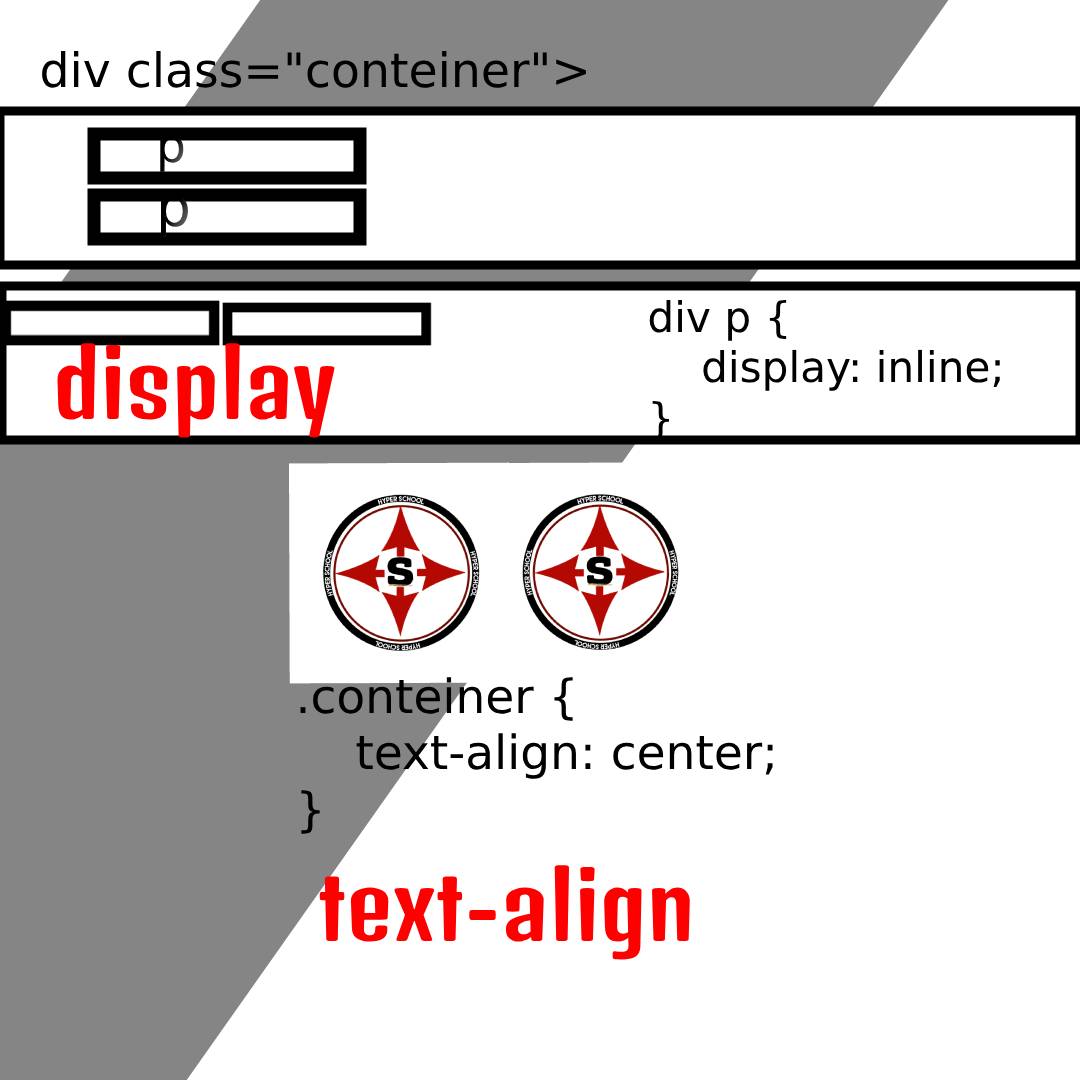 div class="conteiner">
p
p
div p {
display: inline;
}
display
HYPER SCHOOL
HYPER SCHOOL
HYPER SCHOOL
HYPER SCHOOL
S
HYPER SCHOOL
HYPER SCHOOL
HYPER SCHOOL
HYPER SCHOOL
S
.conteiner {
text-align: center;
}
text-align